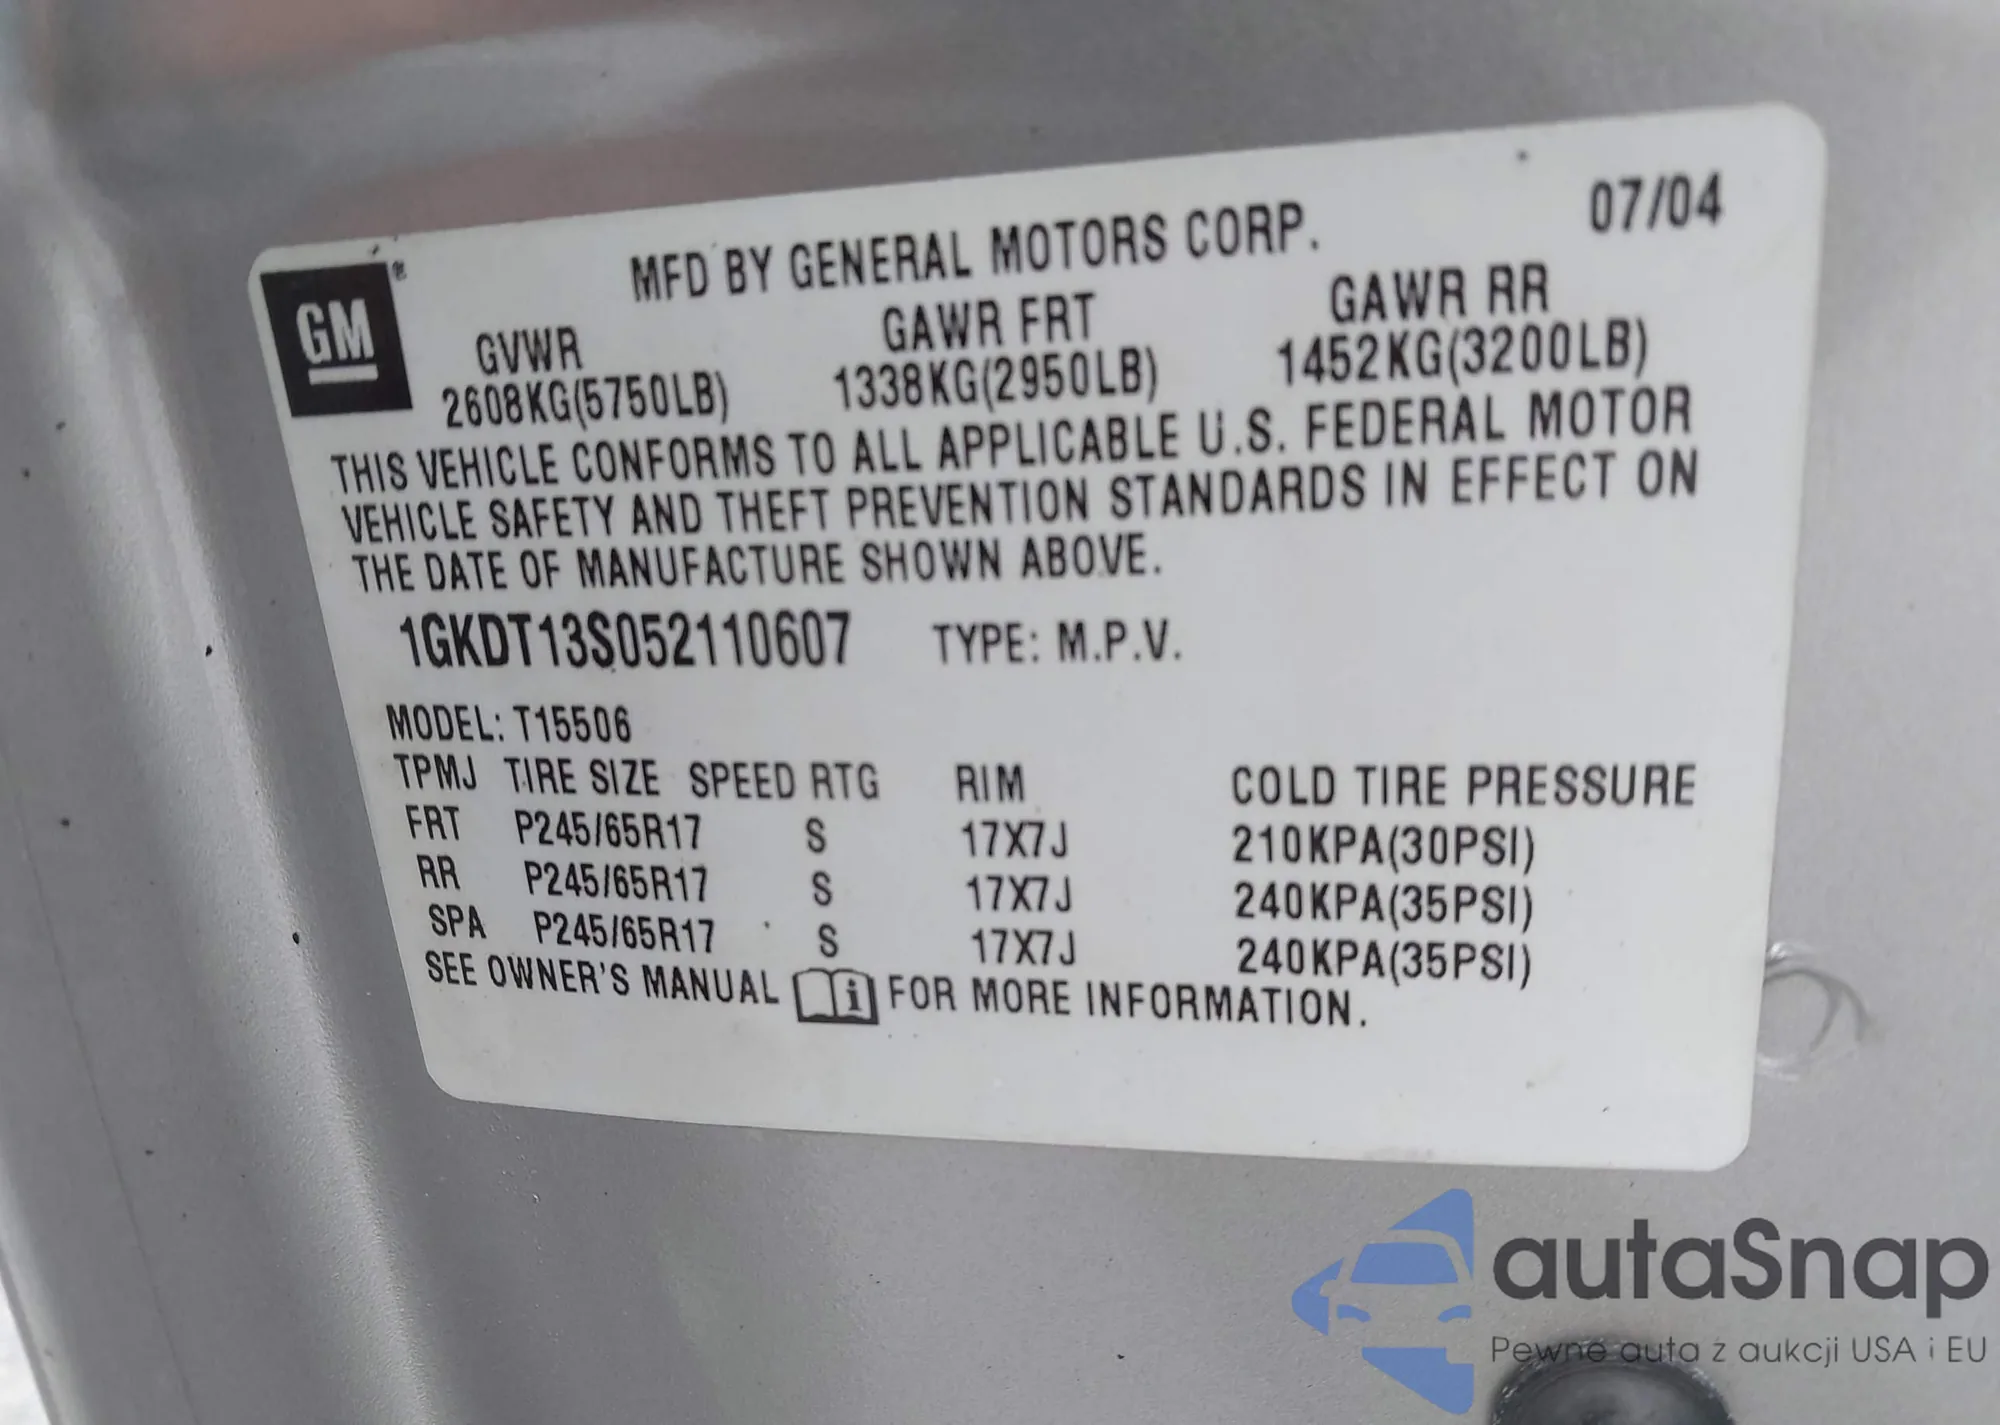 07/04
MFD BY GENERAL MOTORS CORP.
GM®
GVWR GAWR FRT GAWR RR
2608KG(5750LB) 1338KG(2950LB) 1452KG(3200LB)
THIS VEHICLE CONFORMS TO ALL APPLICABLE U.S. FEDERAL MOTOR
VEHICLE SAFETY AND THEFT PREVENTION STANDARDS IN EFFECT ON
THE DATE OF MANUFACTURE SHOWN ABOVE.
1GKDT13S052110607 TYPE: M.P.V.
MODEL: T15506
TPMJ TIRE SIZE SPEED RTG RIM COLD TIRE PRESSURE
FRT P245/65R17 S 17X7J 210KPA(30PSI)
RR P245/65R17 S 17X7J 240KPA(35PSI)
SPA P245/65R17 S 17X7J 240KPA(35PSI)
SEE OWNER'S MANUAL i FOR MORE INFORMATION.
autaSnap
Pewne auta z aukcji USA i EU